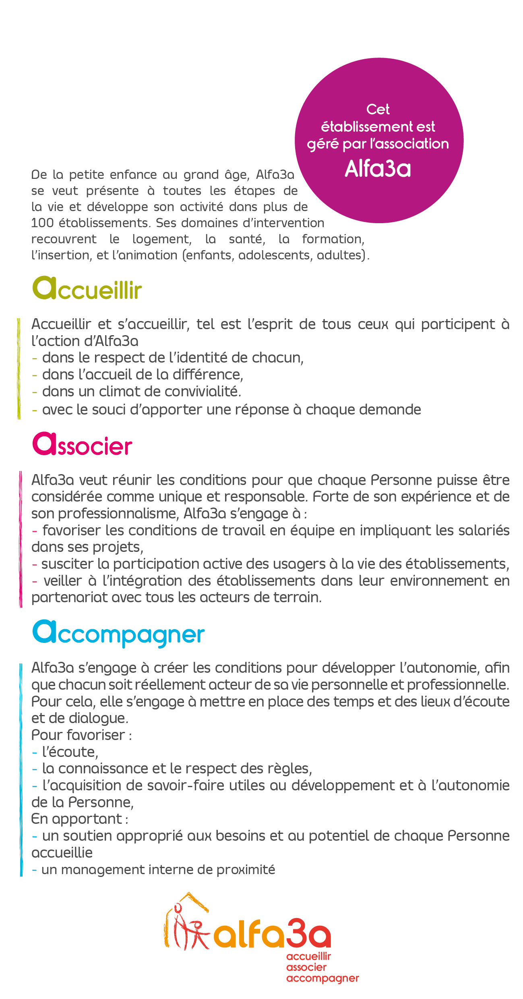 Cet
établissement est
géré par l'association
Alfa3a
De la petite enfance au grand âge, Alfa3a
se veut présente à toutes les étapes de
la vie et développe son activité dans plus de
100 établissements. Ses domaines d'intervention
recouvrent le logement, la santé, la formation,
l'insertion, et l'animation (enfants, adolescents, adultes).
accueillir
Accueillir et s'accueillir, tel est l'esprit de tous ceux qui participent à
l'action d'Alfa3a
- dans le respect de l'identité de chacun,
- dans l'accueil de la différence,
- dans un climat de convivialité.
- avec le souci d'apporter une réponse à chaque demande
associer
Alfa3a veut réunir les conditions pour que chaque Personne puisse être
considérée comme unique et responsable. Forte de son expérience et de
son professionnalisme, Alfa3a s'engage à :
- favoriser les conditions de travail en équipe en impliquant les salariés
dans ses projets,
- susciter la participation active des usagers à la vie des établissements,
- veiller à l'intégration des établissements dans leur environnement en
partenariat avec tous les acteurs de terrain.
accompagner
Alfa3a s'engage à créer les conditions pour développer l'autonomie, afin
que chacun soit réellement acteur de sa vie personnelle et professionnelle.
Pour cela, elle s'engage à mettre en place des temps et des lieux d'écoute
et de dialogue.
Pour favoriser :
- l'écoute,
- la connaissance et le respect des règles,
- l'acquisition de savoir-faire utiles au développement et à l'autonomie
de la Personne,
En apportant :
- un soutien approprié aux besoins et au potentiel de chaque Personne
accueillie
- un management interne de proximité
alfa3a
accueillir
associer
accompagner